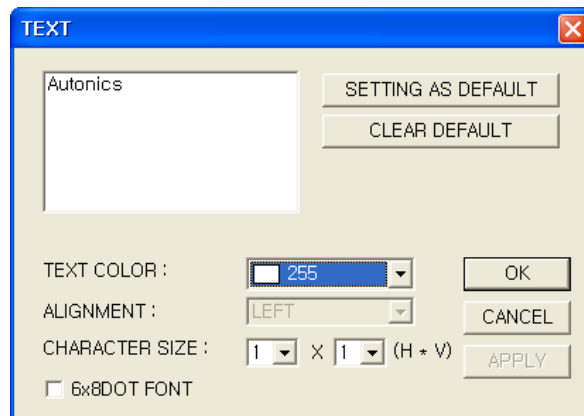 TEXT
Autonics
SETTING AS DEFAULT
CLEAR DEFAULT
TEXT COLOR :
255
OK
ALIGNMENT :
LEFT
CANCEL
CHARACTER SIZE :
1 X 1 (H * V)
APPLY
6x8DOT FONT